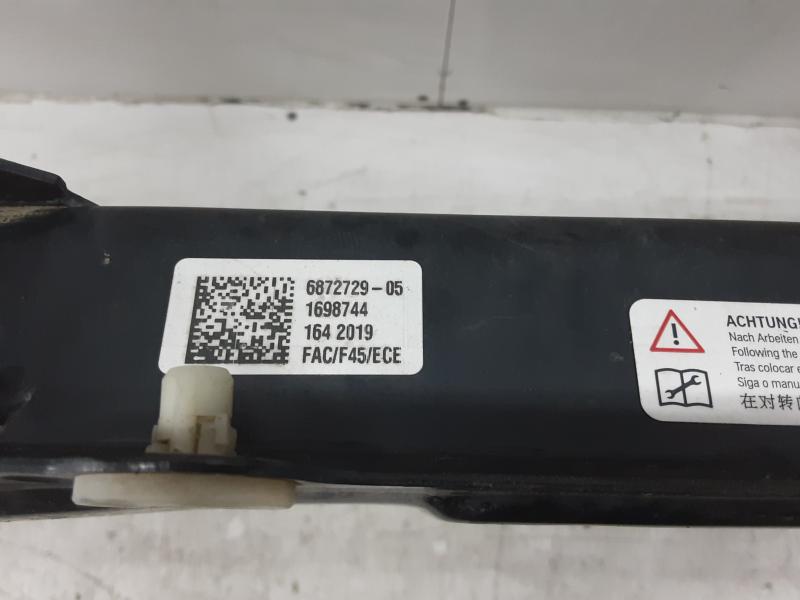 6872729-05
1698744
164 2019
FAC/F45/ECE
ACHTUNG
Nach Arbeiten
Following the
Tras colocar
Siga o
在对转